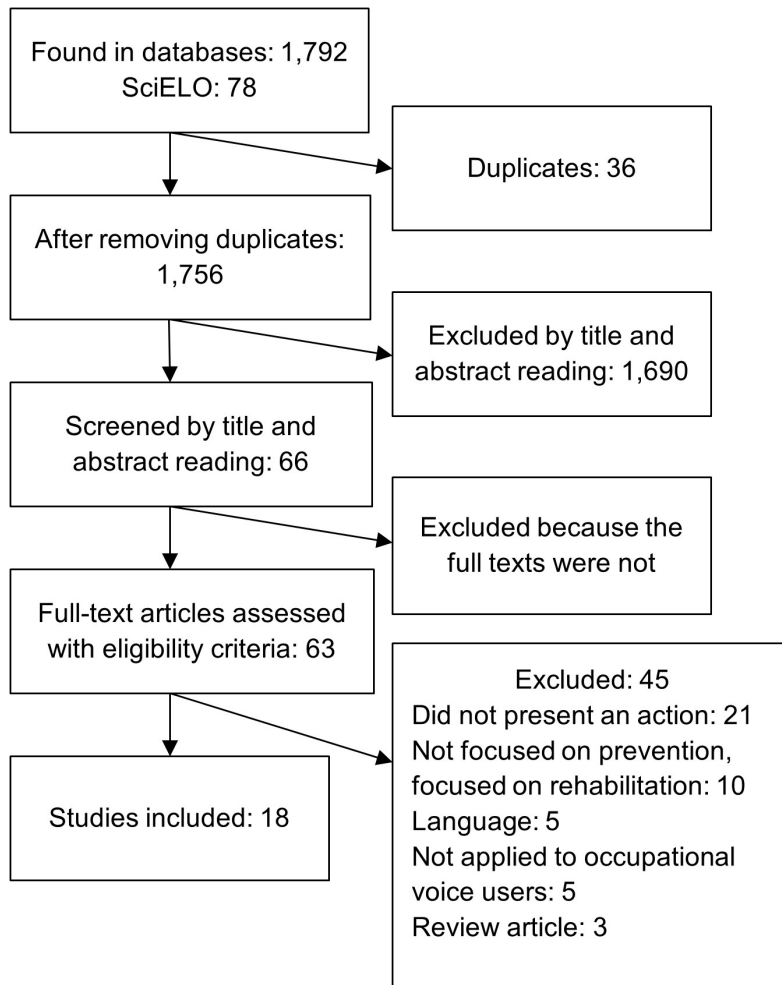 Found in databases: 1,792
SciELO: 78
Duplicates: 36
After removing duplicates:
1,756
Excluded by title and
abstract reading: 1,690
Screened by title and
abstract reading: 66
Excluded because the
full texts were not
Full-text articles assessed
with eligibility criteria: 63
Excluded: 45
Did not present an action: 21
Not focused on prevention,
focused on rehabilitation: 10
Language: 5
Not applied to occupational
voice users: 5
Review article: 3
Studies included: 18